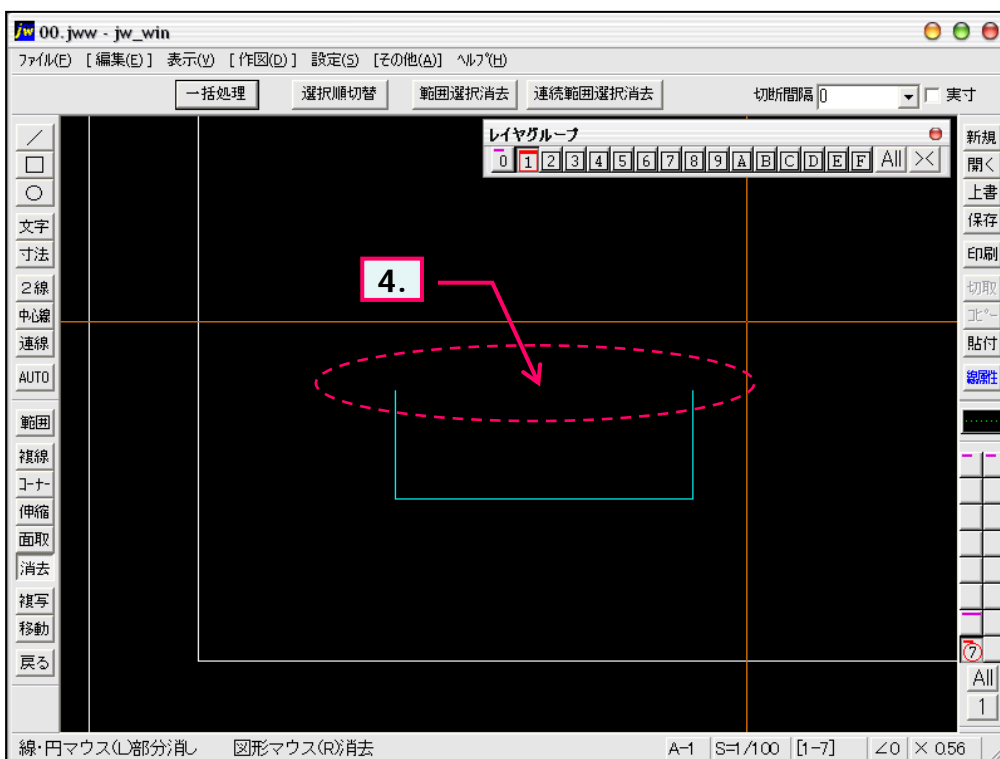 jw 00.jww - jw_win
ファイル(F) [編集(E)] 表示(V) [作図(D)] 設定(S) [その他(A)] ヘルプ(H)
一括処理 選択順切替 範囲選択消去 連続範囲選択消去 切断間隔 0 実寸
レイヤグループ
0 1 2 3 4 5 6 7 8 9 A B C D E F All ><
文字
寸法
2線
中心線
連線
AUTO
範囲
複線
コーナー
伸縮
面取
消去
複写
移動
戻る
4.
新規
開く
上書
保存
印刷
切取
コピー
貼付
線属性
7
All
1
線・円マウス(L)部分消し 図形マウス(R)消去 A-1 S=1/100 [1-7] ∠0 × 0.56